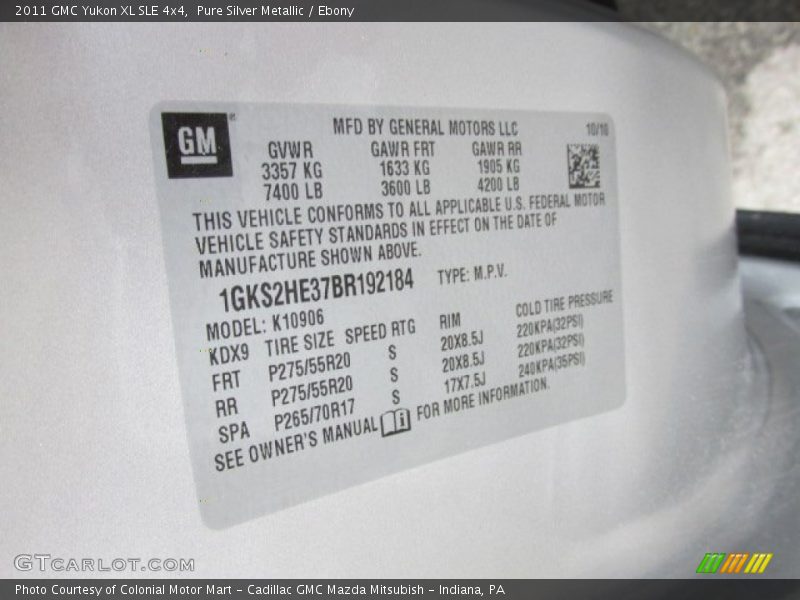 2011 GMC Yukon XL SLE 4x4, Pure Silver Metallic / Ebony
GM
MFD BY GENERAL MOTORS LLC 10/10
GVWR GAWR FRT GAWR RR
3357 KG 1633 KG 1905 KG
7400 LB 3600 LB 4200 LB
THIS VEHICLE CONFORMS TO ALL APPLICABLE U.S. FEDERAL MOTOR
VEHICLE SAFETY STANDARDS IN EFFECT ON THE DATE OF
MANUFACTURE SHOWN ABOVE.
1GKS2HE37BR192184 TYPE: M.P.V.
MODEL: K10906
KDX9 TIRE SIZE SPEED RTG RIM COLD TIRE PRESSURE
FRT P275/55R20 S 20X8.5J 220KPA(32PSI)
RR P275/55R20 S 20X8.5J 220KPA(32PSI)
SPA P265/70R17 S 17X7.5J 240KPA(35PSI)
SEE OWNER'S MANUAL FOR MORE INFORMATION.
GTCARLOT.COM
Photo Courtesy of Colonial Motor Mart - Cadillac GMC Mazda Mitsubish - Indiana, PA